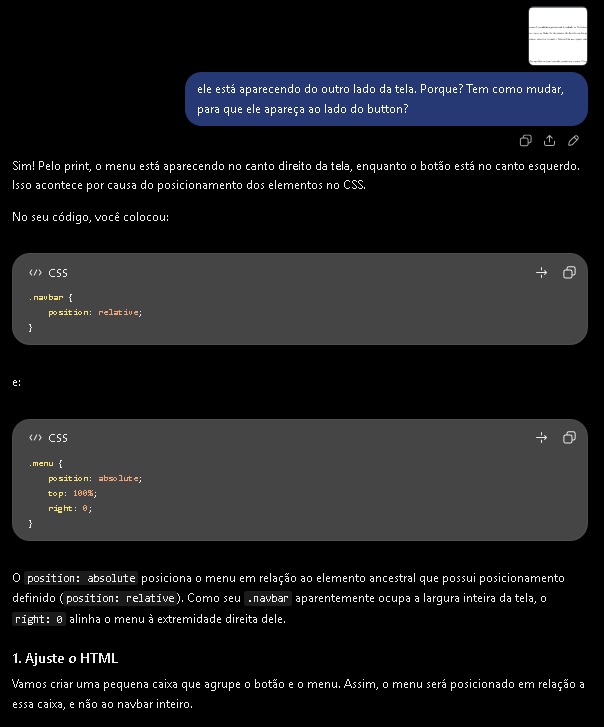 ele está aparecendo do outro lado da tela. Porque? Tem como mudar,
para que ele apareça ao lado do button?
Sim! Pelo print, o menu está aparecendo no canto direito da tela, enquanto o botão está no canto esquerdo.
Isso acontece por causa do posicionamento dos elementos no CSS.
No seu código, você colocou:
</> CSS
.navbar {
position: relative;
}
e:
</> CSS
.menu {
position: absolute;
top: 100%;
right: 0;
}
O position: absolute posiciona o menu em relação ao elemento ancestral que possui posicionamento
definido (position: relative). Como seu .navbar aparentemente ocupa a largura inteira da tela, o
right: 0 alinha o menu à extremidade direita dele.
1. Ajuste o HTML
Vamos criar uma pequena caixa que agrupe o botão e o menu. Assim, o menu será posicionado em relação a
essa caixa, e não ao navbar inteiro.